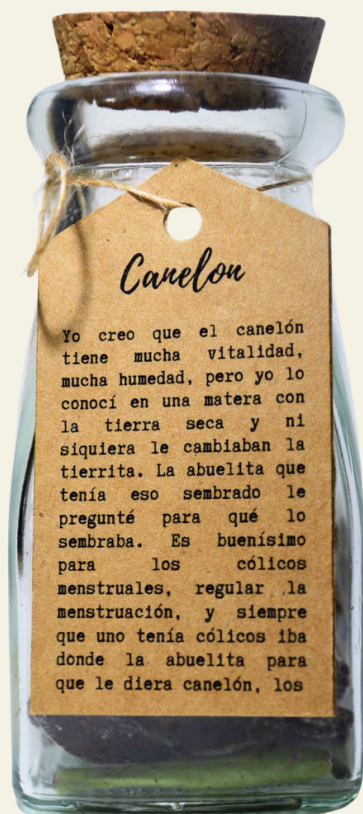 Canelon
Yo creo que el canelón
tiene mucha vitalidad,
mucha humedad, pero yo lo
conocí en una matera con
la tierra seca y ni
siquiera le cambiaban la
tierrita. La abuelita que
tenía eso sembrado le
pregunté para qué lo
sembraba. Es buenísimo
para los cólicos
menstruales, regular la
menstruación, y siempre
que uno tenía cólicos iba
donde la abuelita para
que le diera canelón, los